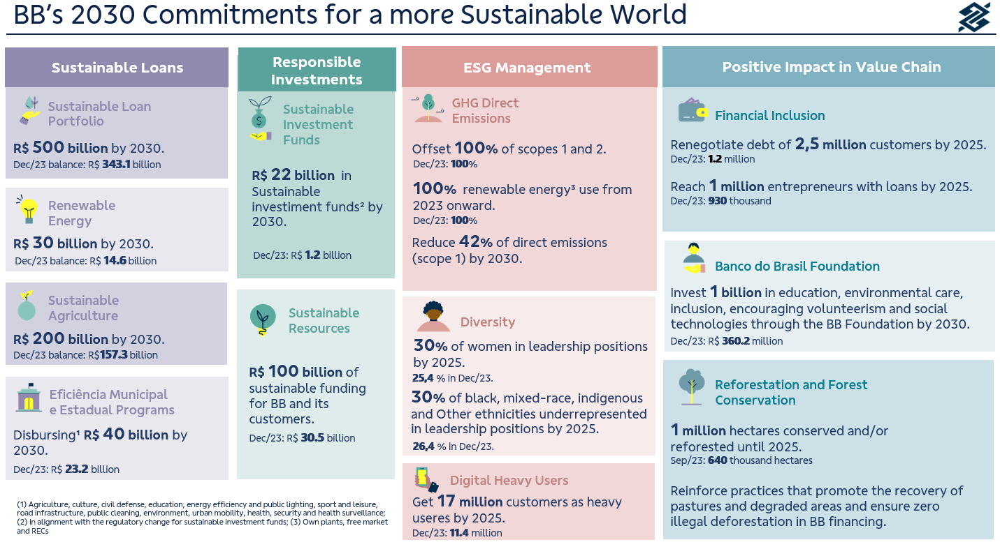 BB's 2030 Commitments for a more Sustainable World
Sustainable Loans
Sustainable Loan
Portfolio
R$ 500 billion by 2030.
Dec/23 balance: R$ 343.1 billion
Renewable
Energy
R$ 30 billion by 2030.
Dec/23 balance: R$ 14.6 billion
Sustainable
Agriculture
R$ 200 billion by 2030.
Dec/23 balance: R$157.3 billion
Eficiência Municipal
e Estadual Programs
Disbursing¹ R$ 40 billion by
2030.
Dec/23: R$ 23.2 billion
Responsible
Investments
Sustainable
Investment
Funds
R$ 22 billion in
Sustainable
investiment funds² by
2030.
Dec/23: R$ 1.2 billion
Sustainable
Resources
R$ 100 billion of
sustainable funding
for BB and its
customers.
Dec/23: R$ 30.5 billion
ESG Management
GHG Direct
Emissions
Offset 100% of scopes 1 and 2.
Dec/23: 100%
100% renewable energy³ use from
2023 onward.
Dec/23: 100%
Reduce 42% of direct emissions
(scope 1) by 2030.
Diversity
30% of women in leadership positions
by 2025.
25,4 % in Dec/23.
30% of black, mixed-race, indigenous
and Other ethnicities underrepresented
in leadership positions by 2025.
26,4 % in Dec/23.
Digital Heavy Users
Get 17 million customers as heavy
useres by 2025.
Dec/23: 11.4 million
Positive Impact in Value Chain
Financial Inclusion
Renegotiate debt of 2,5 million customers by 2025.
Dec/23: 1.2 million
Reach 1 million entrepreneurs with loans by 2025.
Dec/23: 930 thousand
Banco do Brasil Foundation
Invest 1 billion in education, environmental care,
inclusion, encouraging volunteerism and social
technologies through the BB Foundation by 2030.
Dec/23: R$ 360.2 million
Reforestation and Forest
Conservation
1 million hectares conserved and/or
reforested until 2025.
Sep/23: 640 thousand hectares
Reinforce practices that promote the recovery of
pastures and degraded areas and ensure zero
illegal deforestation in BB financing.
(1) Agriculture, culture, civil defense, education, energy efficiency and public lighting, sport and leisure,
road infrastructure, public cleaning, environment, urban mobility, health, security and health surveillance;
(2) In alignment with the regulatory change for sustainable investment funds; (3) Own plants, free market
and RECs